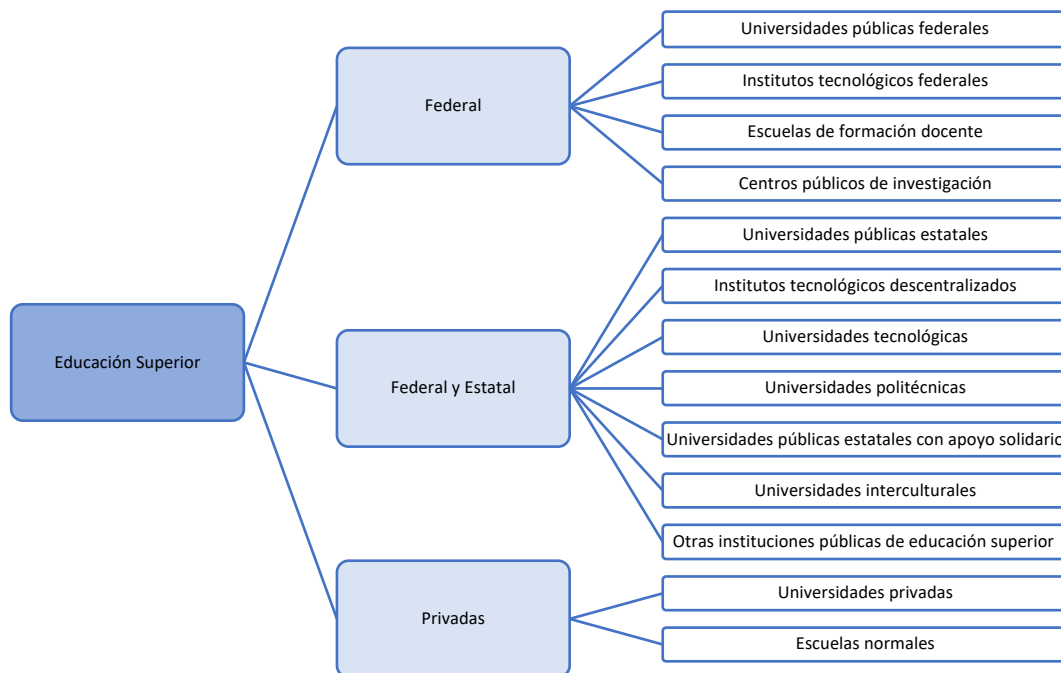 Educación Superior
Federal
Universidades públicas federales
Institutos tecnológicos federales
Escuelas de formación docente
Centros públicos de investigación
Federal y Estatal
Universidades públicas estatales
Institutos tecnológicos descentralizados
Universidades tecnológicas
Universidades politécnicas
Universidades públicas estatales con apoyo solidario
Universidades interculturales
Otras instituciones públicas de educación superior
Privadas
Universidades privadas
Escuelas normales